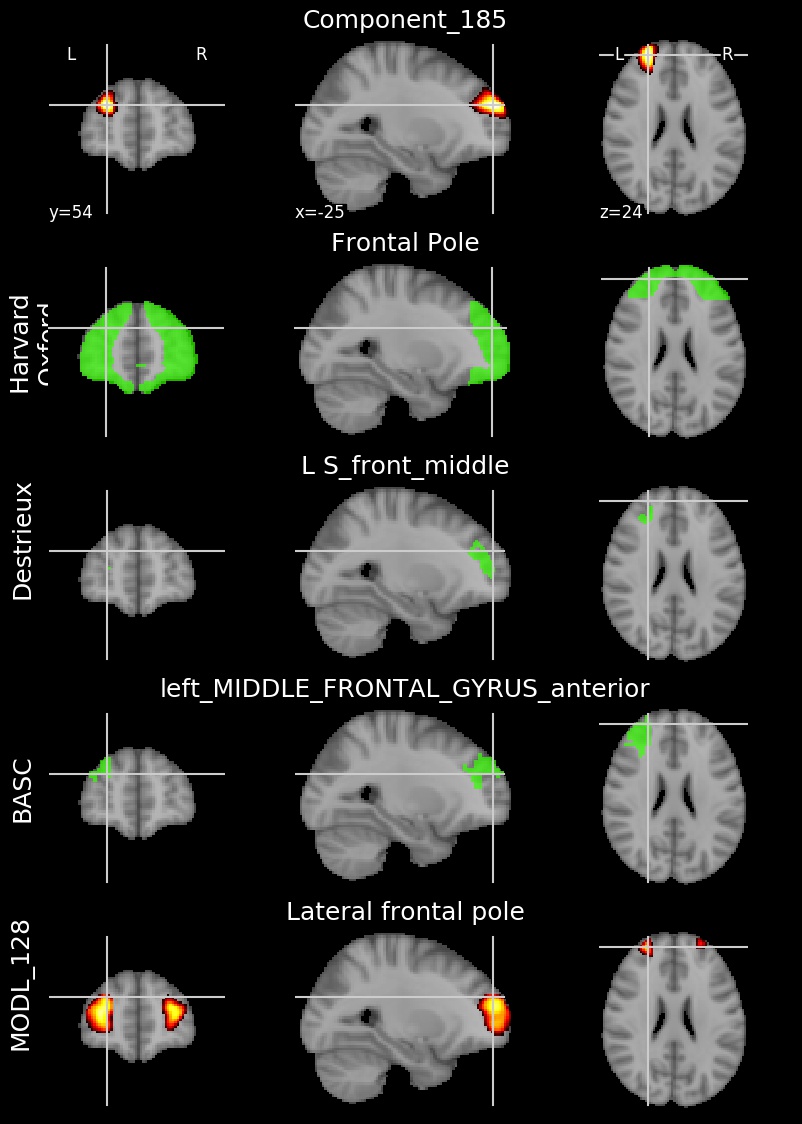 Component_185
L R
L R
y=54
x=-25
z=24
Frontal Pole
Harvard
L S_front_middle
Destrieux
left_MIDDLE_FRONTAL_GYRUS_anterior
BASC
Lateral frontal pole
MODL_128